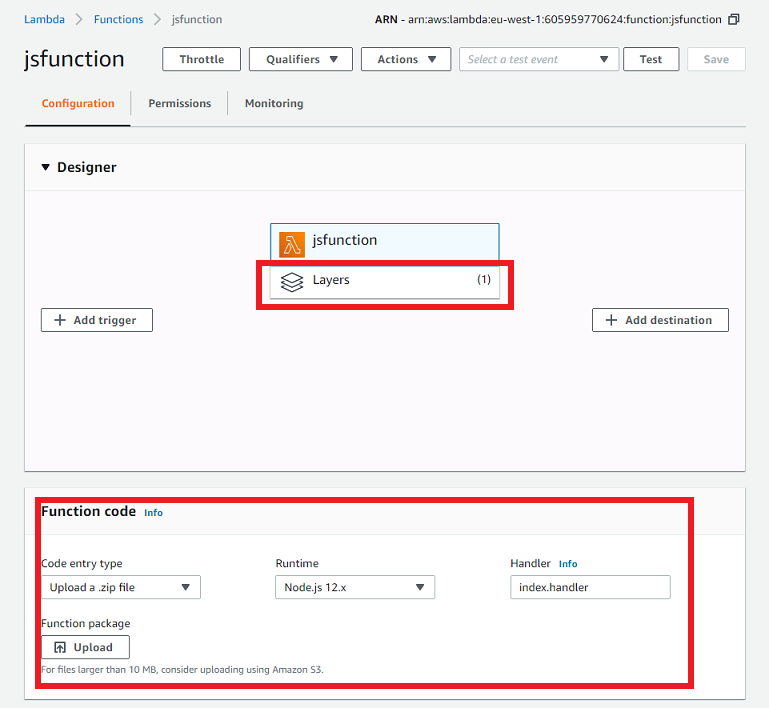 Lambda > Functions > jsfunction ARN - arn:aws:lambda:eu-west-1:605959770624:function:jsfunction
jsfunction Throttle Qualifiers Actions Select a test event Test Save
Configuration Permissions Monitoring
Designer
jsfunction
Layers (1)
+ Add trigger + Add destination
Function code Info
Code entry type Runtime Handler Info
Upload a .zip file Node.js 12.x index.handler
Function package
Upload
For files larger than 10 MB, consider uploading using Amazon S3.